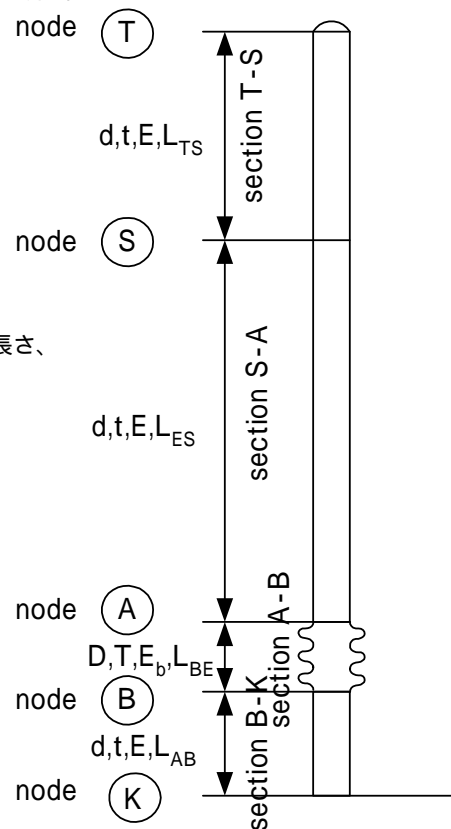 node T
section T-S
d,t,E,L_TS
node S
長さ、
section S-A
d,t,E,L_ES
node A
section A-B
D,T,E_b,L_BE
node B
section B-K
d,t,E,L_AB
node K